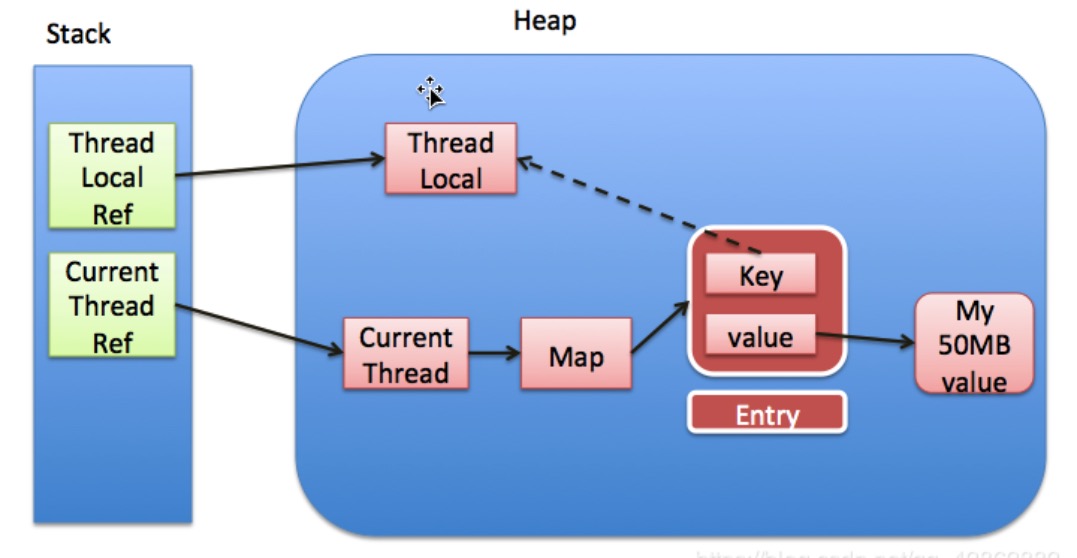 Stack
Heap
Thread
Local
Ref
Thread
Local
Current
Thread
Ref
Key
value
Current
Thread
Map
My
50MB
value
Entry